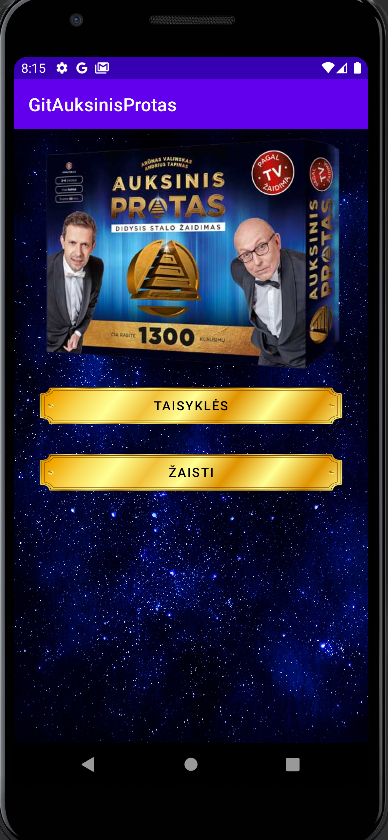 8:15
GitAuksinisProtas
ARŪNAS VALINSKAS
ANDRIUS TAPINAS
AUKSINIS
PROTAS
DIDYSIS STALO ŽAIDIMAS
PAGAL
TV
ŽAIDIMĄ
AUKSINIS
PROTAS
ČIA RASITE 1300 KLAUSIMŲ
TAISYKLĖS
ŽAISTI